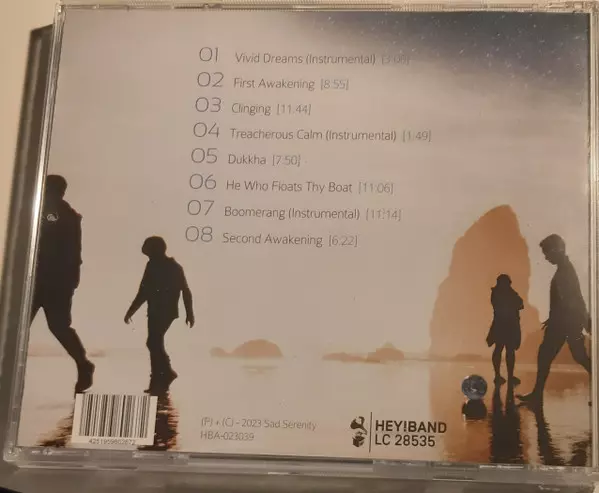 01 Vivid Dreams (Instrumental)
02 First Awakening [8:55]
03 Clinging [11:44]
04 Treacherous Calm (Instrumental) [1:49]
05 Dukkha [7:50]
06 He Who Floats Thy Boat [11:06]
07 Boomerang (Instrumental) [11:14]
08 Second Awakening [6:22]
(P) + (C) - 2023 Sad Serenity
HBA-023039
HEY!BAND
LC 28535